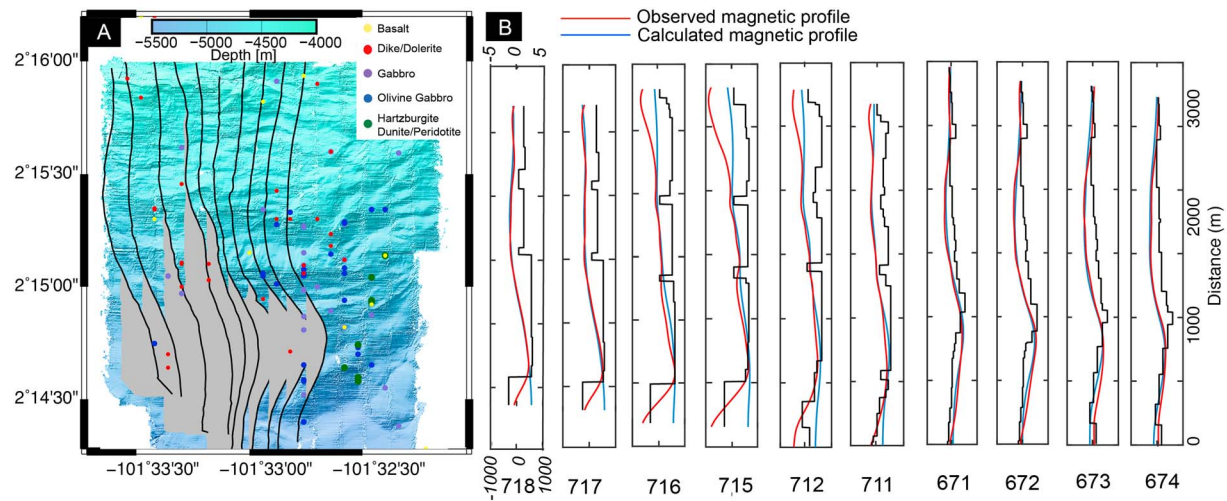 A
−5500 −5000 −4500 −4000
Depth [m]
Basalt
Dike/Dolerite
Gabbro
Olivine Gabbro
Hartzburgite
Dunite/Peridotite
2°16'00"
2°15'30"
2°15'00"
2°14'30"
−101°33'30" −101°33'00" −101°32'30"
B
Observed magnetic profile
Calculated magnetic profile
-5 0 5
3000
2000
1000
0
Distance (m)
-1000 0 1000
718 717 716 715 712 711 671 672 673 674